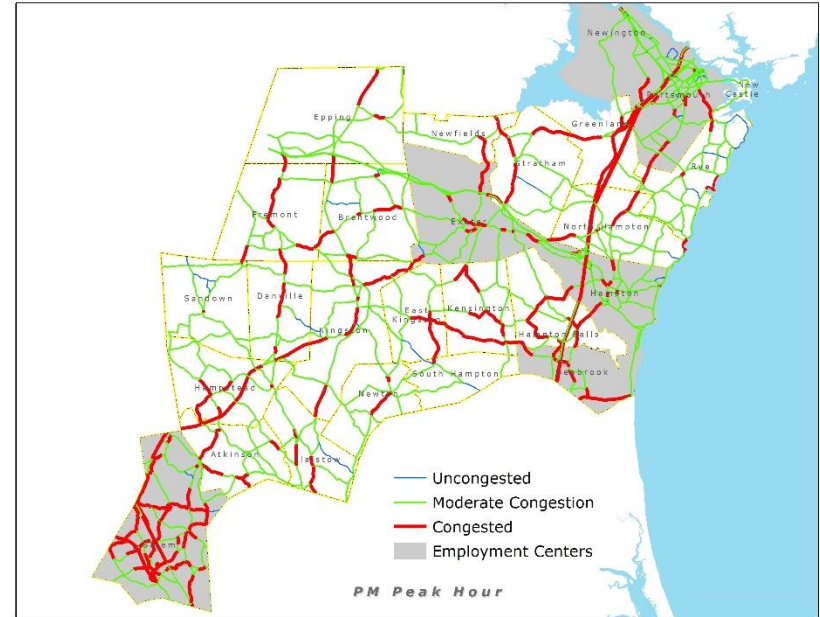 Newington
Portsmouth
New
Castle
Greenland
Epping
Newfields
Stratham
Rye
Fremont
Brentwood
Exeter
North Hampton
Sandown
Danville
Kingston
East
Kingston
Kensington
Hampton
Hampton Falls
Seabrook
South Hampton
Hampstead
Newton
Atkinson
Plaistow
Salem
Uncongested
Moderate Congestion
Congested
Employment Centers
PM Peak Hour